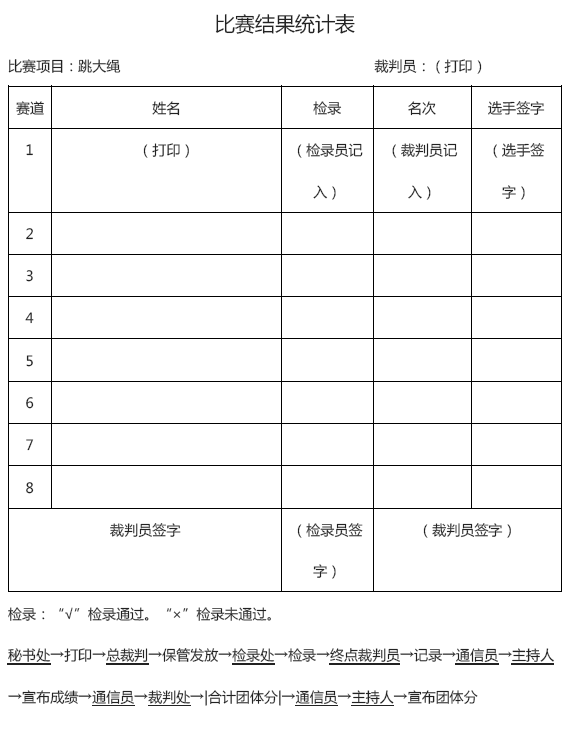 比赛结果统计表
比赛项目：跳大绳 裁判员：（打印）
赛道 姓名 检录 名次 选手签字
1 （打印） （检录员记入） （裁判员记入） （选手签字）
2
3
4
5
6
7
8
裁判员签字 （检录员签字） （裁判员签字）
检录：“√”检录通过。“×”检录未通过。
秘书处→打印→总裁判→保管发放→检录处→检录→终点裁判员→记录→通信员→主持人
→宣布成绩→通信员→裁判处→|合计团体分|→通信员→主持人→宣布团体分